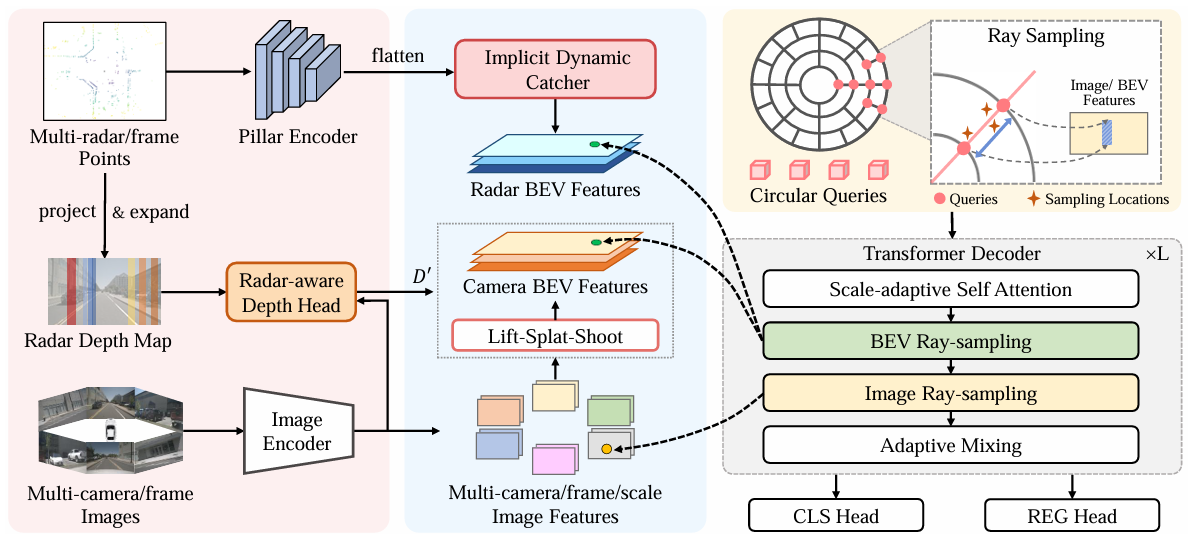 Multi-radar/frame
Points
Pillar Encoder
flatten
Implicit Dynamic
Catcher
Radar BEV Features
project & expand
Radar Depth Map
Radar-aware
Depth Head
D′
Camera BEV Features
Lift-Splat-Shoot
Multi-camera/frame
Images
Image
Encoder
Multi-camera/frame/scale
Image Features
Circular Queries
Ray Sampling
Image/ BEV
Features
Queries
Sampling Locations
Transformer Decoder
×L
Scale-adaptive Self Attention
BEV Ray-sampling
Image Ray-sampling
Adaptive Mixing
CLS Head
REG Head